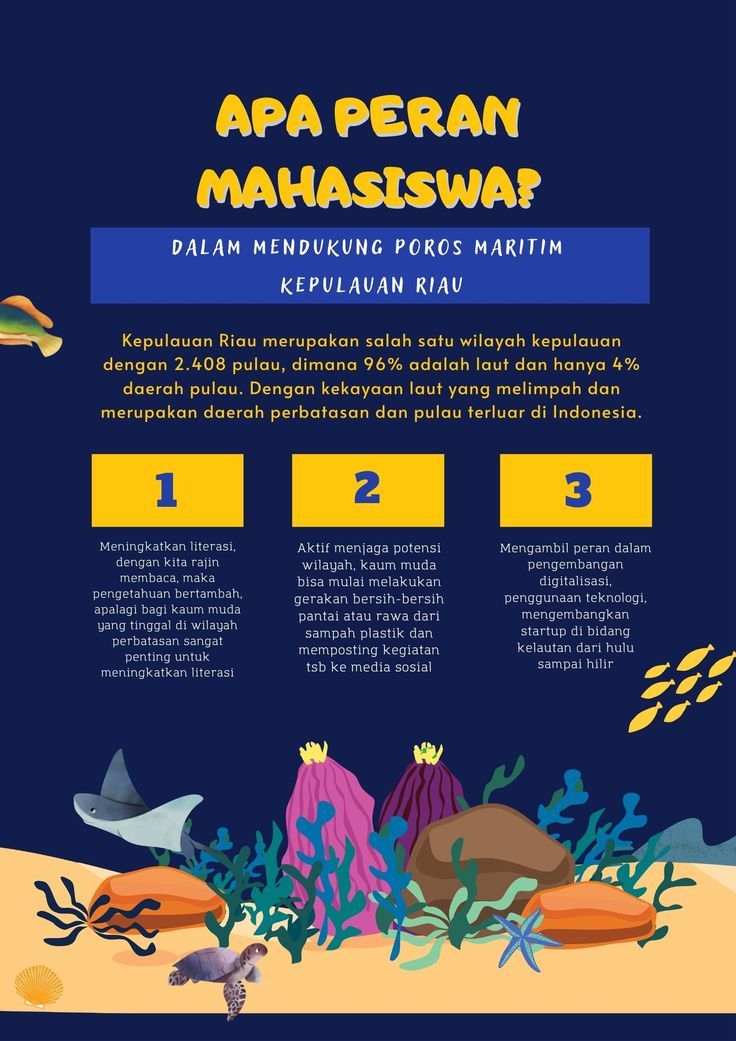 APA PERAN
MAHASISWA?
DALAM MENDUKUNG POROS MARITIM
KEPULAUAN RIAU
Kepulauan Riau merupakan salah satu wilayah kepulauan
dengan 2.408 pulau, dimana 96% adalah laut dan hanya 4%
daerah pulau. Dengan kekayaan laut yang melimpah dan
merupakan daerah perbatasan dan pulau terluar di Indonesia.
1
Meningkatkan literasi,
dengan kita rajin
membaca, maka
pengetahuan bertambah,
apalagi bagi kaum muda
yang tinggal di wilayah
perbatasan sangat
penting untuk
meningkatkan literasi
2
Aktif menjaga potensi
wilayah, kaum muda
bisa mulai melakukan
gerakan bersih-bersih
pantai atau rawa dari
sampah plastik dan
memposting kegiatan
tsb ke media sosial
3
Mengambil peran dalam
pengembangan
digitalisasi,
penggunaan teknologi,
mengembangkan
startup di bidang
kelautan dari hulu
sampai hilir